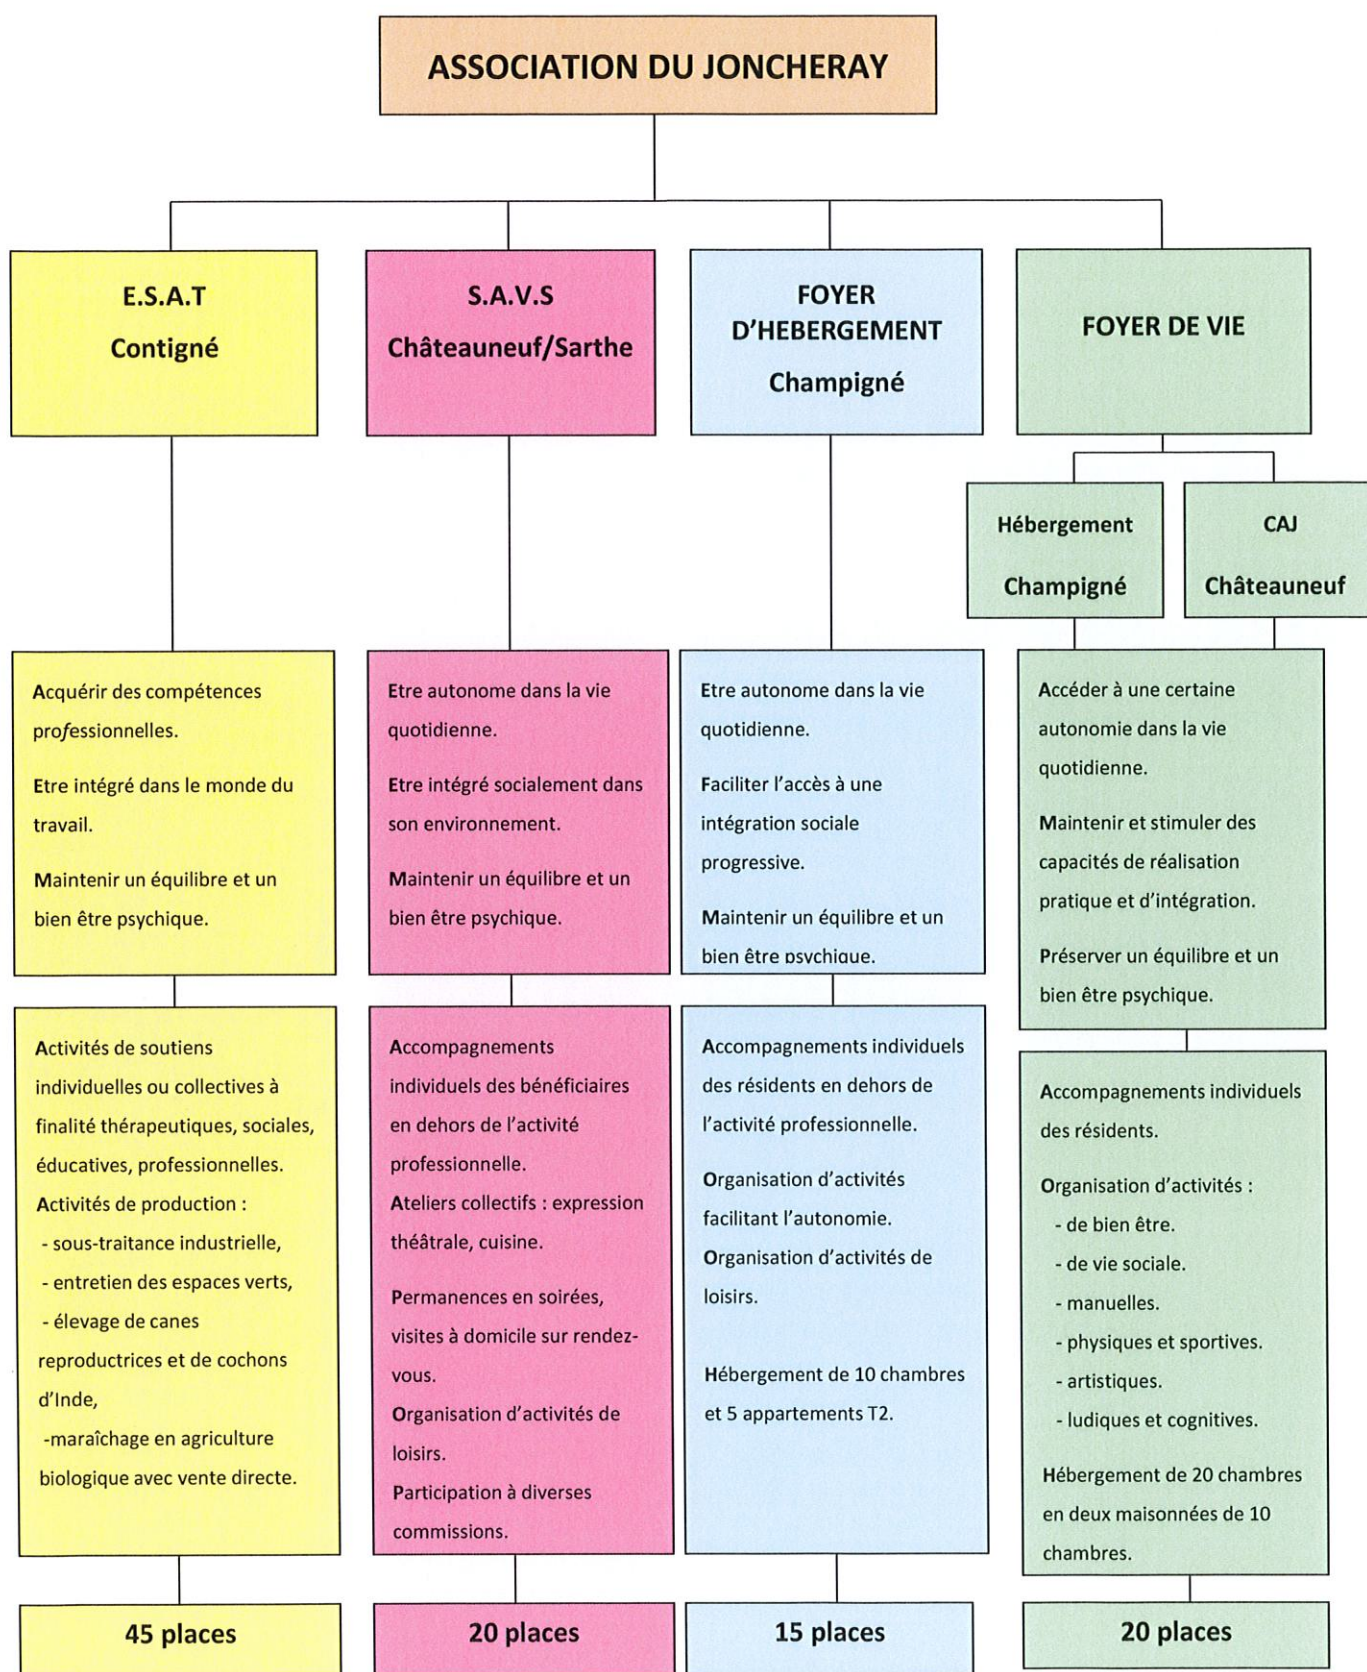 ASSOCIATION DU JONCHERAY
E.S.A.T
Contigné
S.A.V.S
Châteauneuf/Sarthe
FOYER
D’HEBERGEMENT
Champigné
FOYER DE VIE
Hébergement
Champigné
CAJ
Châteauneuf
Acquérir des compétences
professionnelles.
Etre intégré dans le monde du
travail.
Maintenir un équilibre et un
bien être psychique.
Etre autonome dans la vie
quotidienne.
Etre intégré socialement dans
son environnement.
Maintenir un équilibre et un
bien être psychique.
Etre autonome dans la vie
quotidienne.
Faciliter l’accès à une
intégration sociale
progressive.
Maintenir un équilibre et un
bien être psychique.
Accéder à une certaine
autonomie dans la vie
quotidienne.
Maintenir et stimuler des
capacités de réalisation
pratique et d’intégration.
Préserver un équilibre et un
bien être psychique.
Activités de soutiens
individuelles ou collectives à
finalité thérapeutiques, sociales,
éducatives, professionnelles.
Activités de production :
- sous-traitance industrielle,
- entretien des espaces verts,
- élevage de canes
reproductrices et de cochons
d’Inde,
-maraîchage en agriculture
biologique avec vente directe.
Accompagnements
individuels des bénéficiaires
en dehors de l’activité
professionnelle.
Ateliers collectifs : expression
théâtrale, cuisine.
Permanences en soirées,
visites à domicile sur rendez-
vous.
Organisation d’activités de
loisirs.
Participation à diverses
commissions.
Accompagnements individuels
des résidents en dehors de
l’activité professionnelle.
Organisation d’activités
facilitant l’autonomie.
Organisation d’activités de
loisirs.
Hébergement de 10 chambres
et 5 appartements T2.
Accompagnements individuels
des résidents.
Organisation d’activités :
- de bien être.
- de vie sociale.
- manuelles.
- physiques et sportives.
- artistiques.
- ludiques et cognitives.
Hébergement de 20 chambres
en deux maisonnées de 10
chambres.
45 places
20 places
15 places
20 places